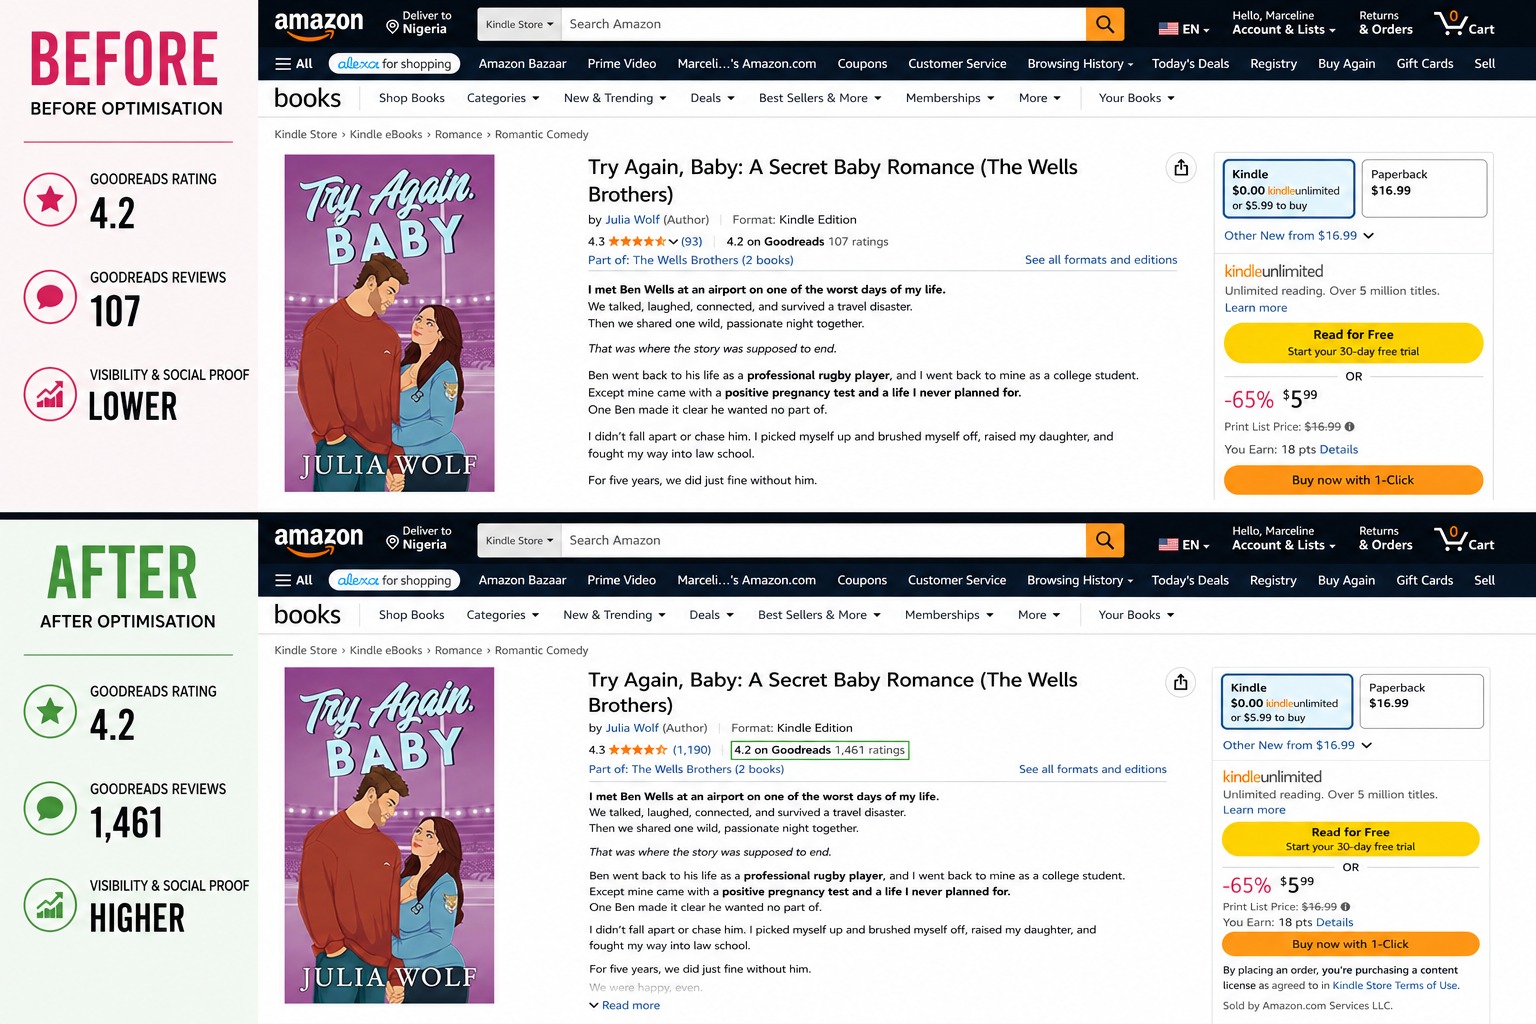 BEFORE
BEFORE OPTIMISATION
GOODREADS RATING
4.2
GOODREADS REVIEWS
107
VISIBILITY & SOCIAL PROOF
LOWER
amazon
Deliver to
Nigeria
Kindle Store
Search Amazon
EN
Hello, Marceline
Account & Lists
Returns
& Orders
0
Cart
All
alexa for shopping
Amazon Bazaar
Prime Video
Marceli...'s Amazon.com
Coupons
Customer Service
Browsing History
Today's Deals
Registry
Buy Again
Gift Cards
Sell
books
Shop Books
Categories
New & Trending
Deals
Best Sellers & More
Memberships
More
Your Books
Kindle Store › Kindle eBooks › Romance › Romantic Comedy
Try Again,
BABY
JULIA WOLF
Try Again, Baby: A Secret Baby Romance (The Wells
Brothers)
by Julia Wolf (Author)
Format: Kindle Edition
4.3 (93)
4.2 on Goodreads 107 ratings
Part of: The Wells Brothers (2 books)
See all formats and editions
I met Ben Wells at an airport on one of the worst days of my life.
We talked, laughed, connected, and survived a travel disaster.
Then we shared one wild, passionate night together.
That was where the story was supposed to end.
Ben went back to his life as a professional rugby player, and I went back to mine as a college student.
Except mine came with a positive pregnancy test and a life I never planned for.
One Ben made it clear he wanted no part of.
I didn't fall apart or chase him. I picked myself up and brushed myself off, raised my daughter, and
fought my way into law school.
For five years, we did just fine without him.
Kindle
$0.00 kindleunlimited
or $5.99 to buy
Paperback
$16.99
Other New from $16.99
kindleunlimited
Unlimited reading. Over 5 million titles.
Learn more
Read for Free
Start your 30-day free trial
OR
-65% $599
Print List Price: $16.99
You Earn: 18 pts Details
Buy now with 1-Click
AFTER
AFTER OPTIMISATION
GOODREADS RATING
4.2
GOODREADS REVIEWS
1,461
VISIBILITY & SOCIAL PROOF
HIGHER
amazon
Deliver to
Nigeria
Kindle Store
Search Amazon
EN
Hello, Marceline
Account & Lists
Returns
& Orders
0
Cart
All
alexa for shopping
Amazon Bazaar
Prime Video
Marceli...'s Amazon.com
Coupons
Customer Service
Browsing History
Today's Deals
Registry
Buy Again
Gift Cards
Sell
books
Shop Books
Categories
New & Trending
Deals
Best Sellers & More
Memberships
More
Your Books
Kindle Store › Kindle eBooks › Romance › Romantic Comedy
Try Again,
BABY
JULIA WOLF
Try Again, Baby: A Secret Baby Romance (The Wells
Brothers)
by Julia Wolf (Author)
Format: Kindle Edition
4.3 (1,190)
4.2 on Goodreads 1,461 ratings
Part of: The Wells Brothers (2 books)
See all formats and editions
I met Ben Wells at an airport on one of the worst days of my life.
We talked, laughed, connected, and survived a travel disaster.
Then we shared one wild, passionate night together.
That was where the story was supposed to end.
Ben went back to his life as a professional rugby player, and I went back to mine as a college student.
Except mine came with a positive pregnancy test and a life I never planned for.
One Ben made it clear he wanted no part of.
I didn't fall apart or chase him. I picked myself up and brushed myself off, raised my daughter, and
fought my way into law school.
For five years, we did just fine without him.
We were happy, even.
Read more
Kindle
$0.00 kindleunlimited
or $5.99 to buy
Paperback
$16.99
Other New from $16.99
kindleunlimited
Unlimited reading. Over 5 million titles.
Learn more
Read for Free
Start your 30-day free trial
OR
-65% $599
Print List Price: $16.99
You Earn: 18 pts Details
Buy now with 1-Click
By placing an order, you're purchasing a content
license as agreed to in Kindle Store Terms of Use.
Sold by Amazon.com Services LLC.